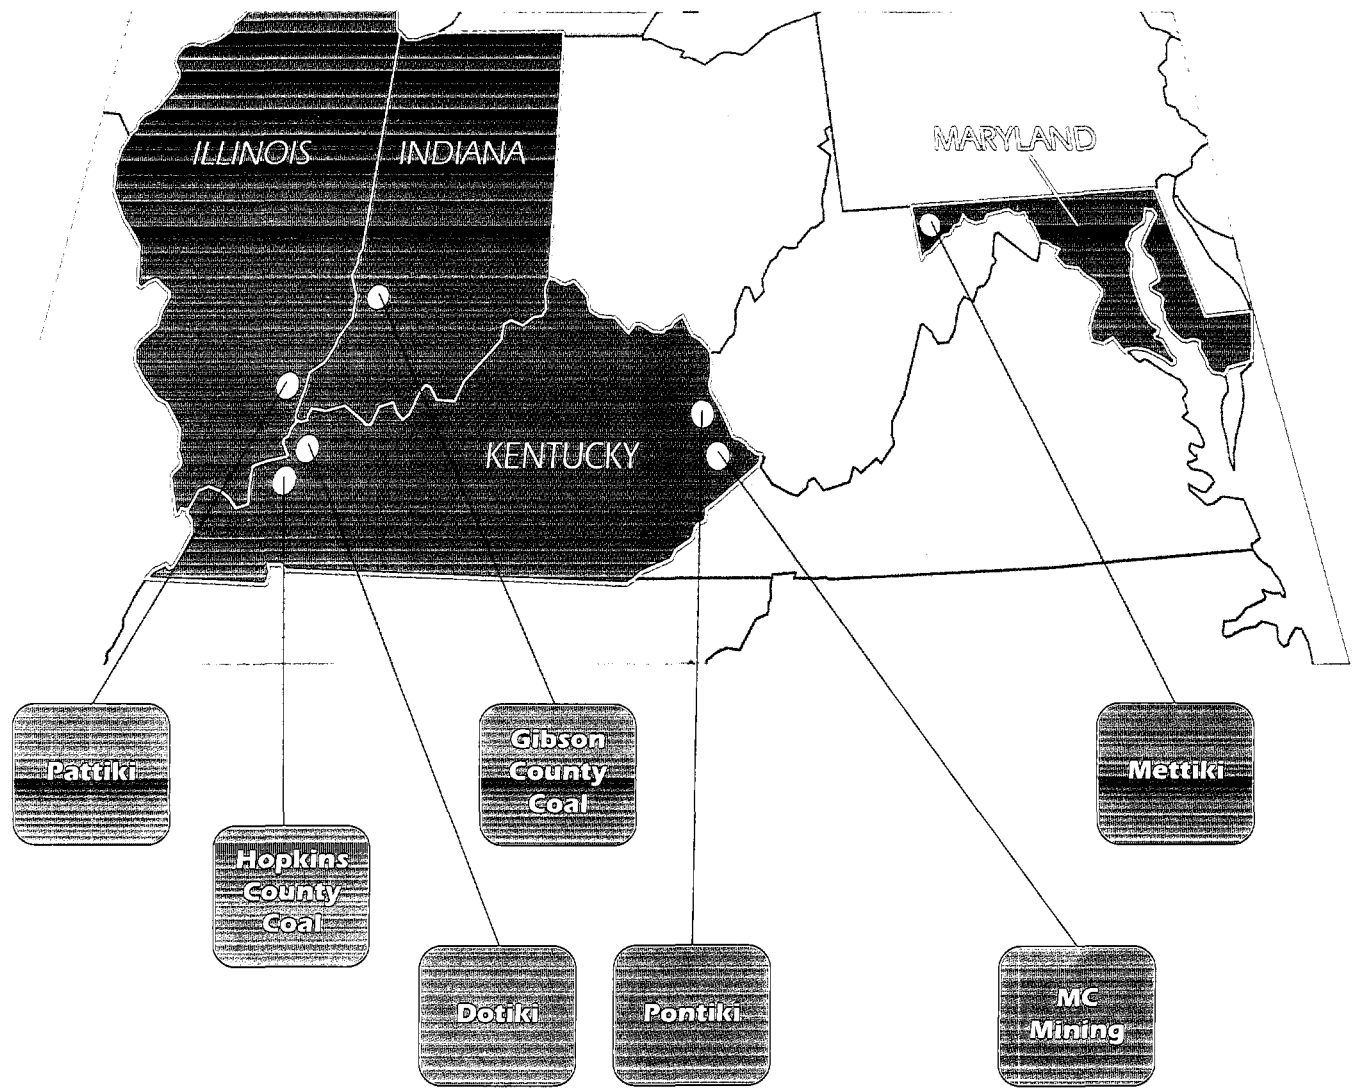 MARYLAND
ILLINOIS
INDIANA
KENTUCKY
Pattiki
Gibson
County
Coal
Mettiki
Hopkins
County
Coal
Dotiki
Pontiki
MC
Mining